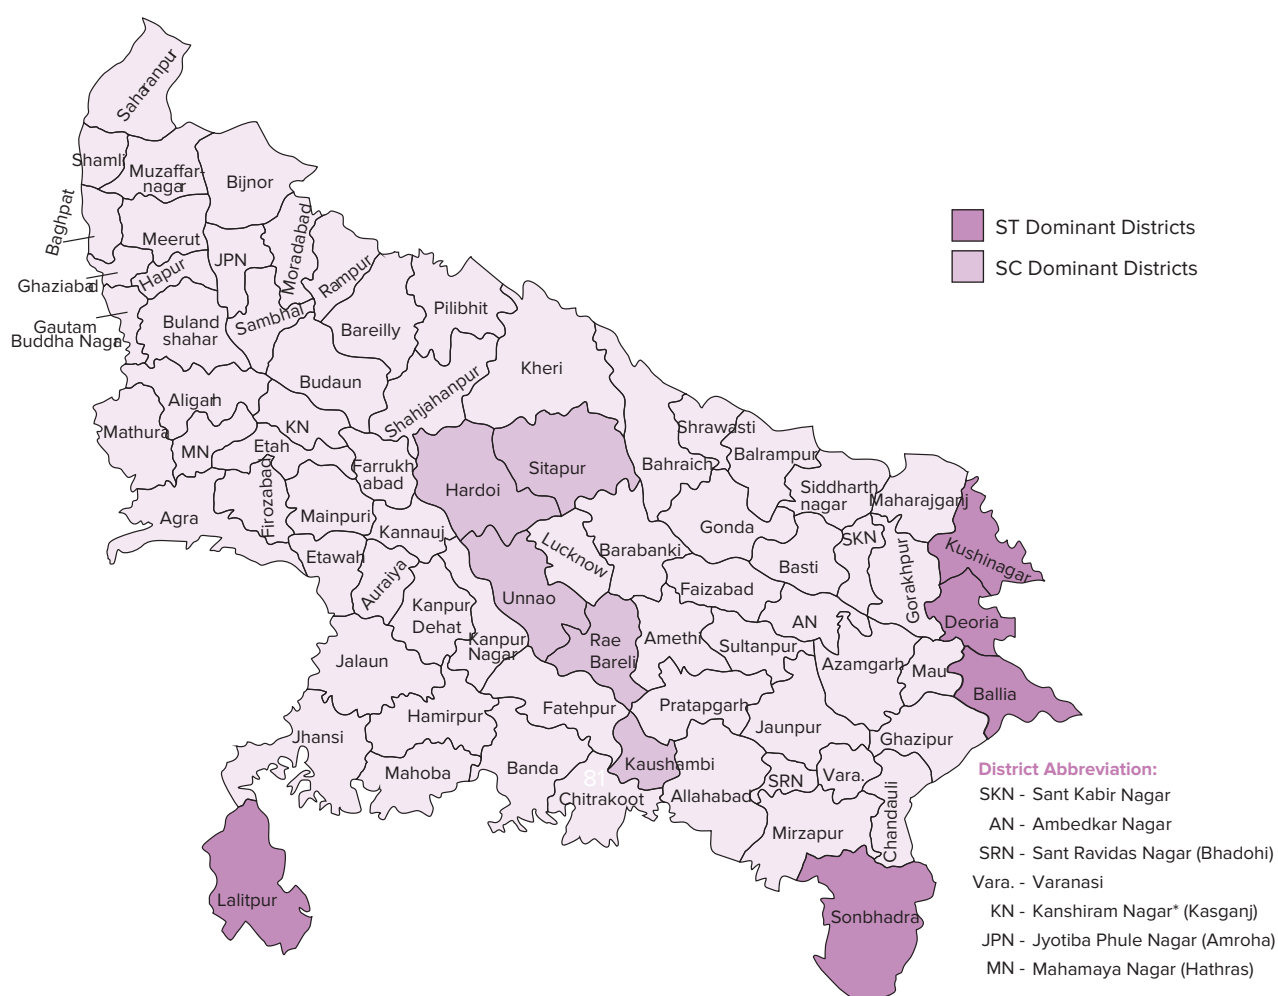 Saharanpur
Shamli
Muzaffar-
nagar
Bijnor
Baghpat
Meerut
JPN
Moradabad
Rampur
Ghaziabad
Hapur
Gautam
Buddha Nagar
Buland
shahar
Sambhal
Bareilly
Pilibhit
Kheri
Budaun
Shahjahanpur
Aligarh
Mathura
MN
KN
Etah
Farrukh
abad
Hardoi
Sitapur
Bahraich
Shrawasti
Balrampur
Siddharth
nagar
Maharajganj
Agra
Firozabad
Mainpuri
Kannauj
Lucknow
Barabanki
Gonda
Basti
SKN
Gorakhpur
Kushinagar
Etawah
Auraiya
Kanpur
Dehat
Unnao
Faizabad
AN
Deoria
Kanpur
Nagar
Rae
Bareli
Amethi
Sultanpur
Azamgarh
Mau
Ballia
Jalaun
Hamirpur
Fatehpur
Pratapgarh
Jaunpur
Ghazipur
Jhansi
Mahoba
Banda
81
Chitrakoot
Kaushambi
Allahabad
SRN
Vara.
Mirzapur
Chandauli
Lalitpur
Sonbhadra
ST Dominant Districts
SC Dominant Districts
District Abbreviation:
SKN - Sant Kabir Nagar
AN - Ambedkar Nagar
SRN - Sant Ravidas Nagar (Bhadohi)
Vara. - Varanasi
KN - Kanshiram Nagar* (Kasganj)
JPN - Jyotiba Phule Nagar (Amroha)
MN - Mahamaya Nagar (Hathras)